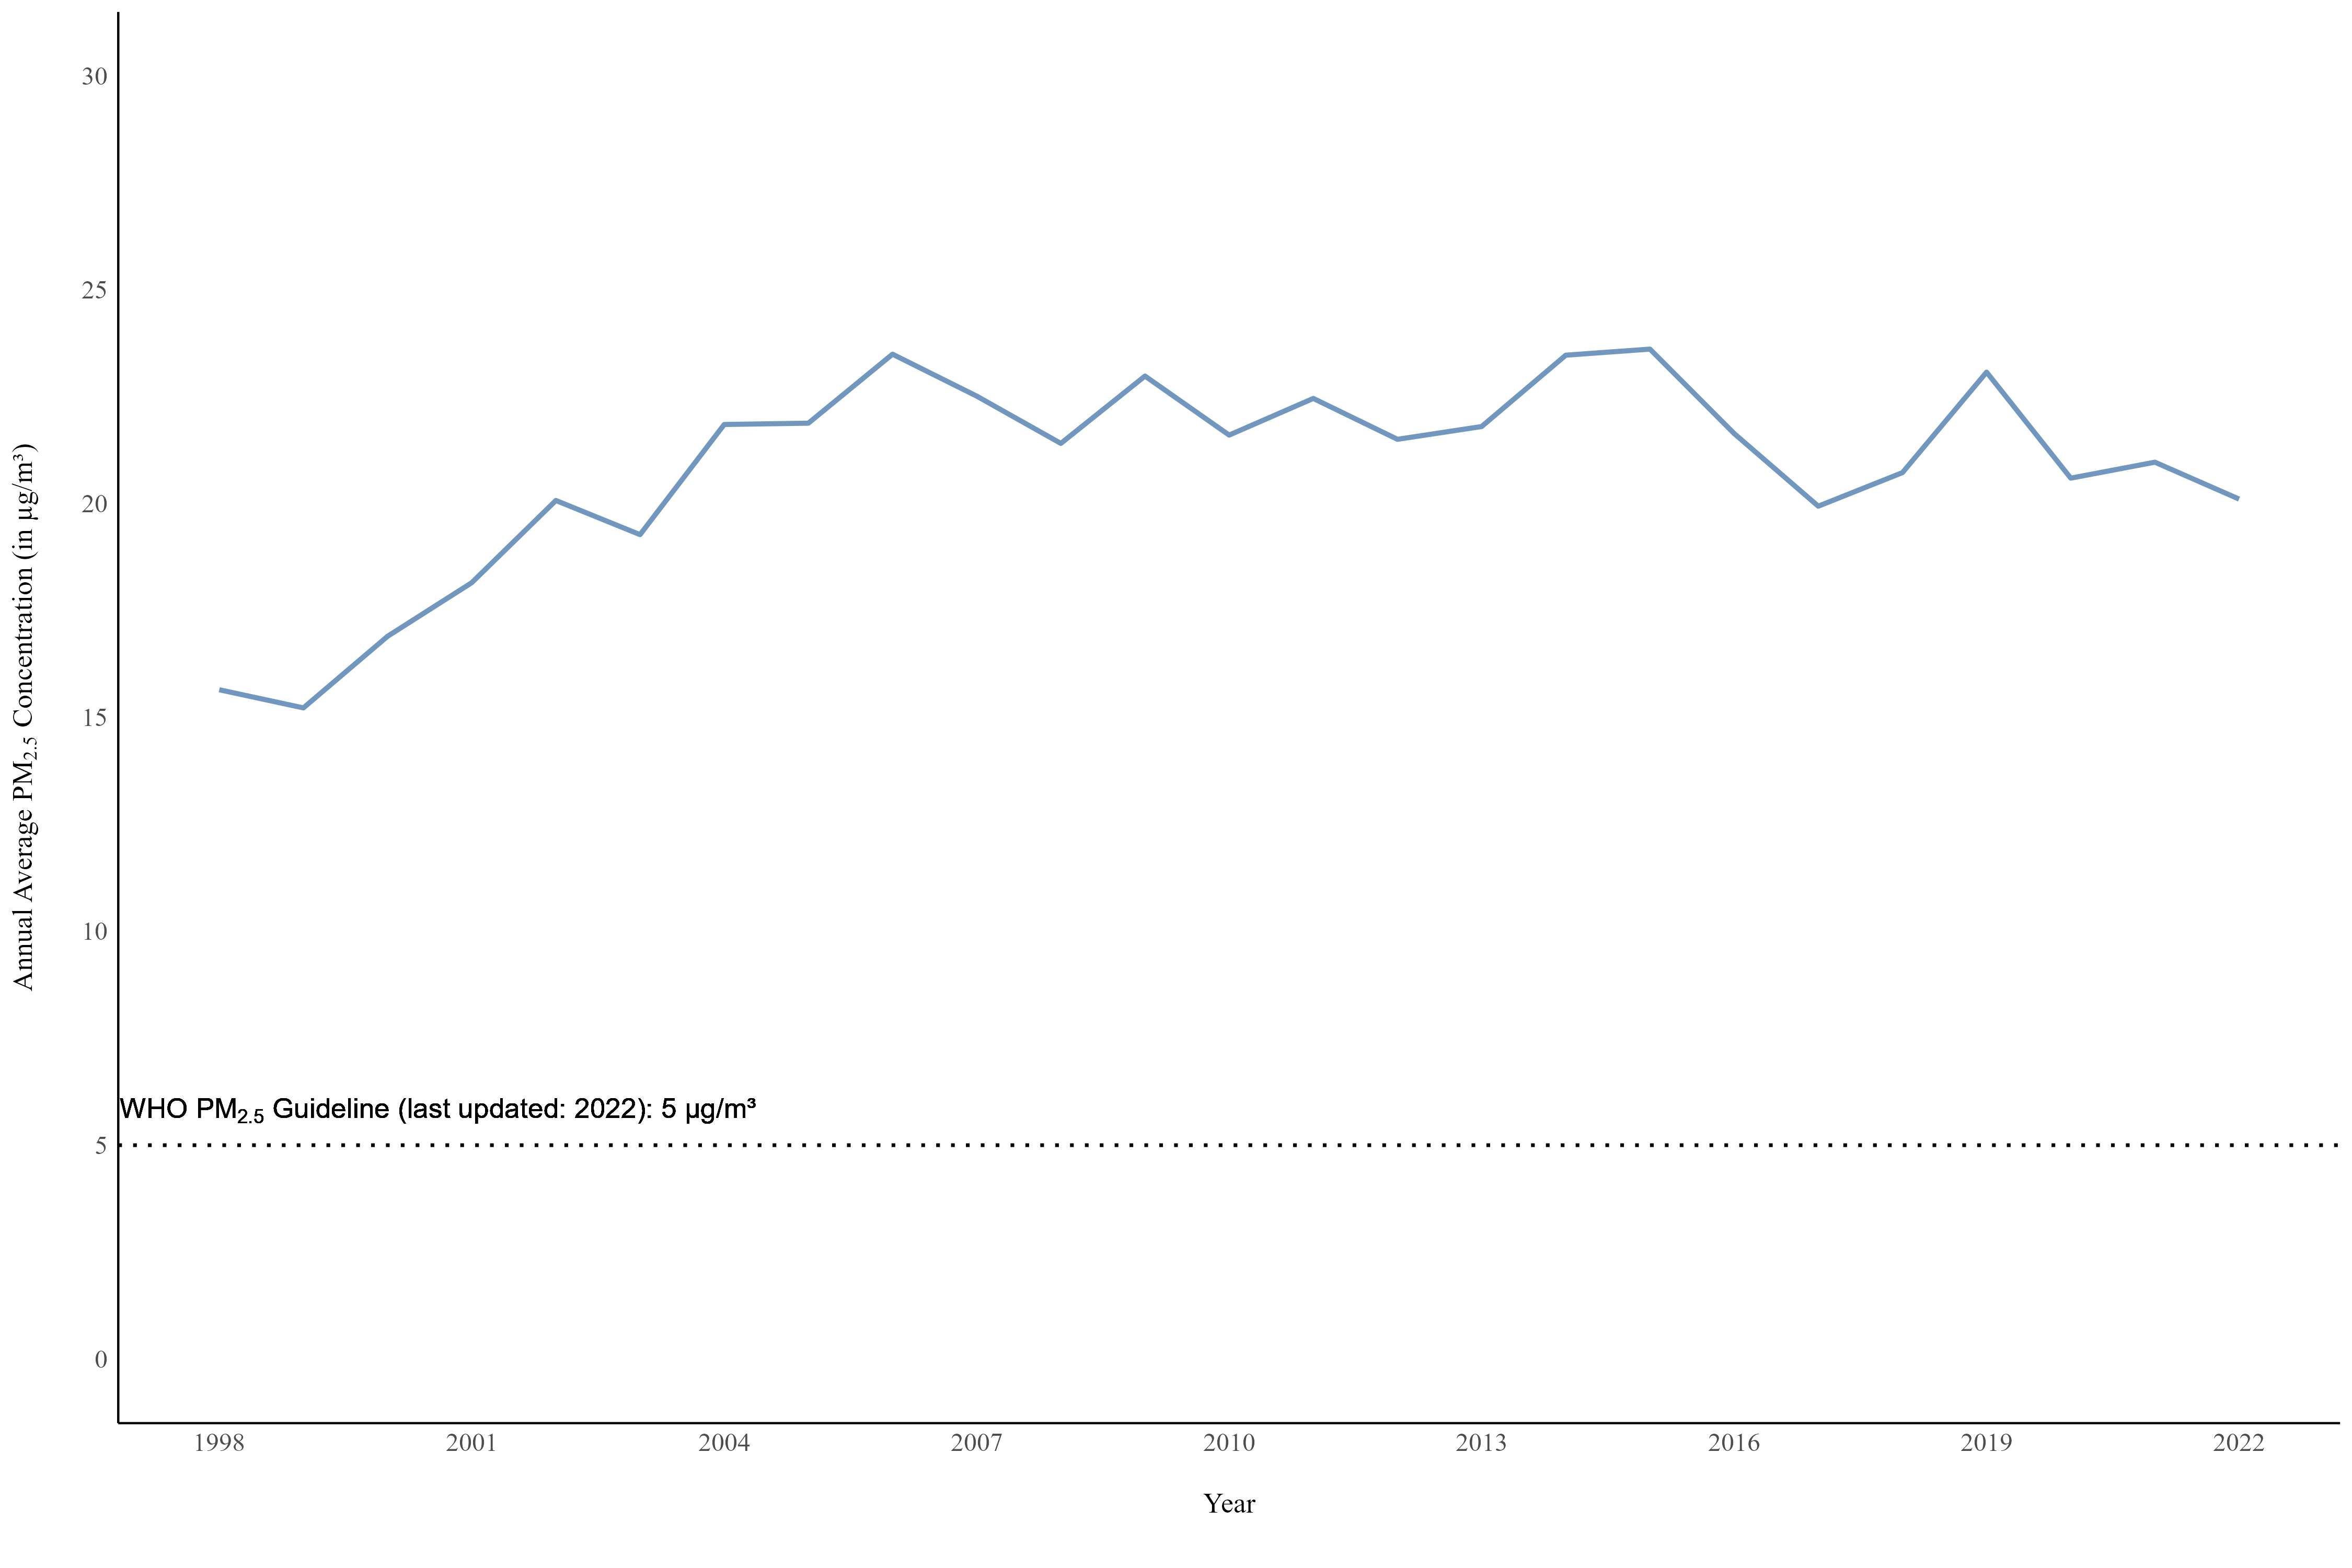 30
25
20
15
10
5
0
Annual Average PM₂.₅ Concentration (in µg/m³)
WHO PM₂.₅ Guideline (last updated: 2022): 5 µg/m³
1998 2001 2004 2007 2010 2013 2016 2019 2022
Year